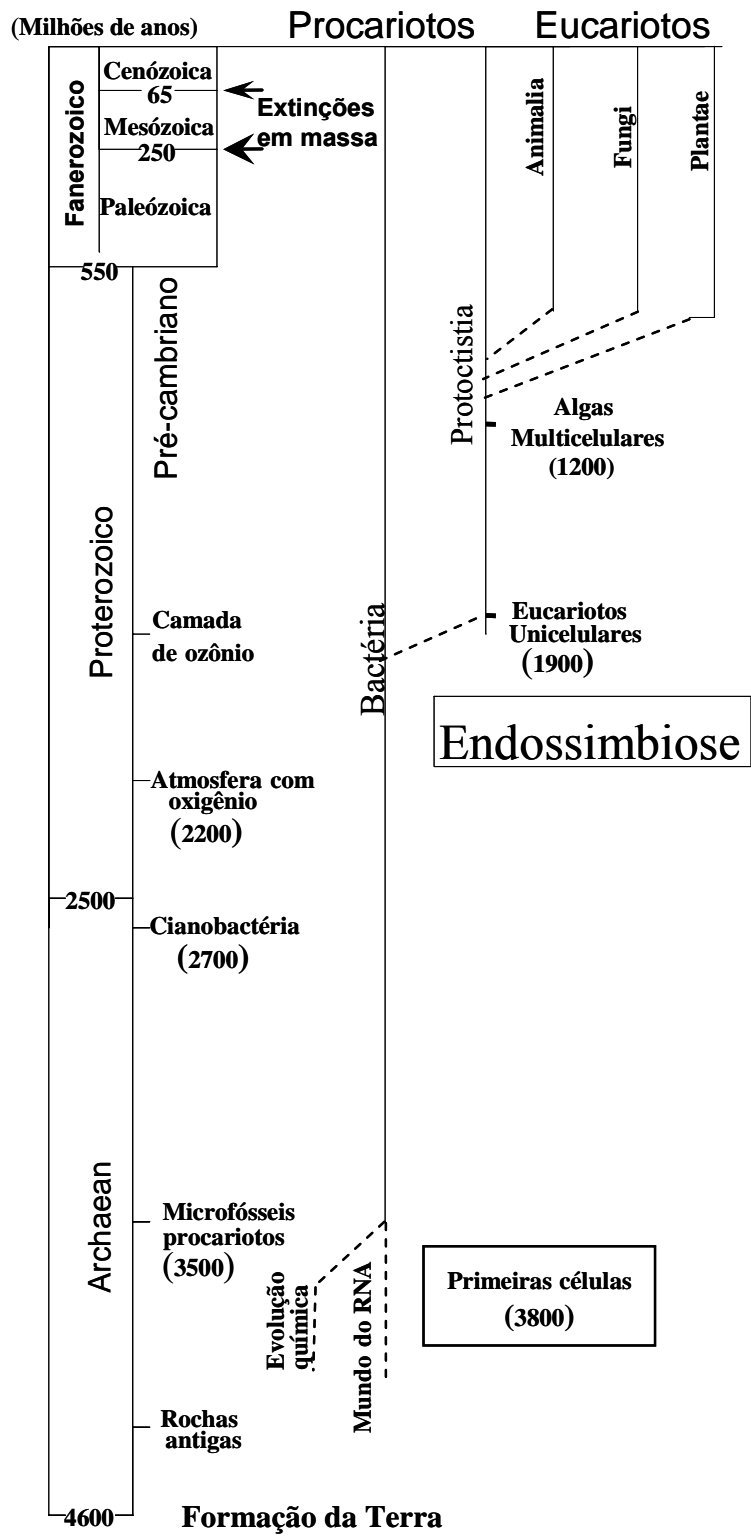 (Milhões de anos)
Procariotos
Eucariotos
Fanerozoico
Cenózoica
65
Mesózoica
250
Paleózoica
Extinções
em massa
Animalia
Fungi
Plantae
550
Pré-cambriano
Protoctistia
Algas
Multicelulares
(1200)
Proterozoico
Camada
de ozônio
Bactéria
Eucariotos
Unicelulares
(1900)
Endossimbiose
Atmosfera com
oxigênio
(2200)
2500
Cianobactéria
(2700)
Archaean
Microfósseis
procariotos
(3500)
Evolução
química
Mundo do RNA
Primeiras células
(3800)
Rochas
antigas
4600
Formação da Terra